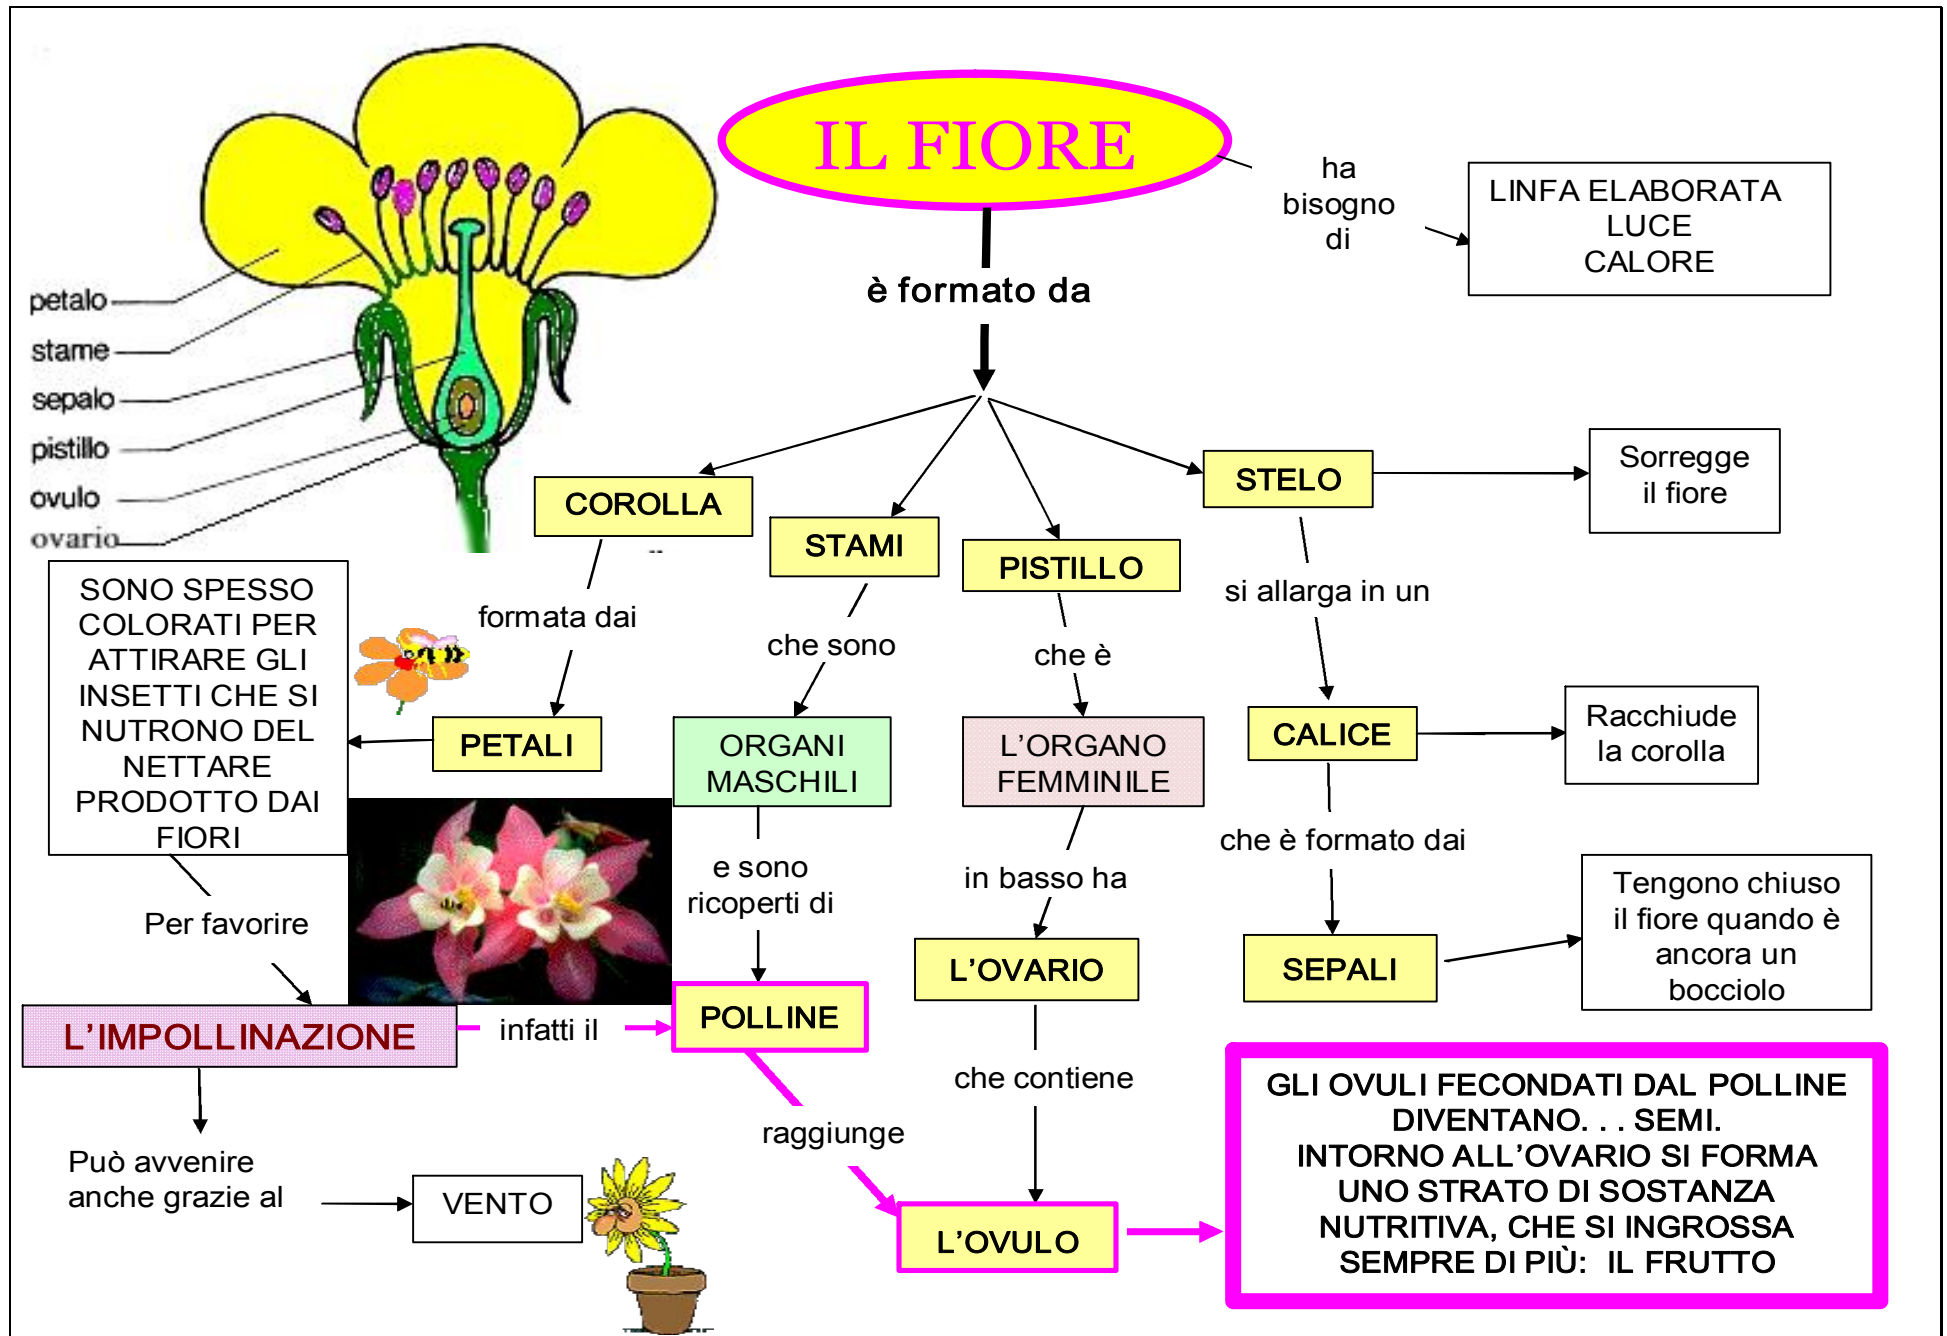 IL FIORE
ha
bisogno
di
LINFA ELABORATA
LUCE
CALORE
è formato da
petalo
stame
sepalo
pistillo
ovulo
ovario
COROLLA
STAMI
PISTILLO
STELO
Sorregge
il fiore
formata dai
che sono
che è
si allarga in un
SONO SPESSO
COLORATI PER
ATTIRARE GLI
INSETTI CHE SI
NUTRONO DEL
NETTARE
PRODOTTO DAI
FIORI
PETALI
ORGANI
MASCHILI
L’ORGANO
FEMMINILE
CALICE
Racchiude
la corolla
Per favorire
e sono
ricoperti di
in basso ha
che è formato dai
L’OVARIO
SEPALI
Tengono chiuso
il fiore quando è
ancora un
bocciolo
L’IMPOLLINAZIONE
infatti il
POLLINE
che contiene
raggiunge
Può avvenire
anche grazie al
VENTO
L’OVULO
GLI OVULI FECONDATI DAL POLLINE
DIVENTANO. . . SEMI.
INTORNO ALL’OVARIO SI FORMA
UNO STRATO DI SOSTANZA
NUTRITIVA, CHE SI INGROSSA
SEMPRE DI PIÙ: IL FRUTTO